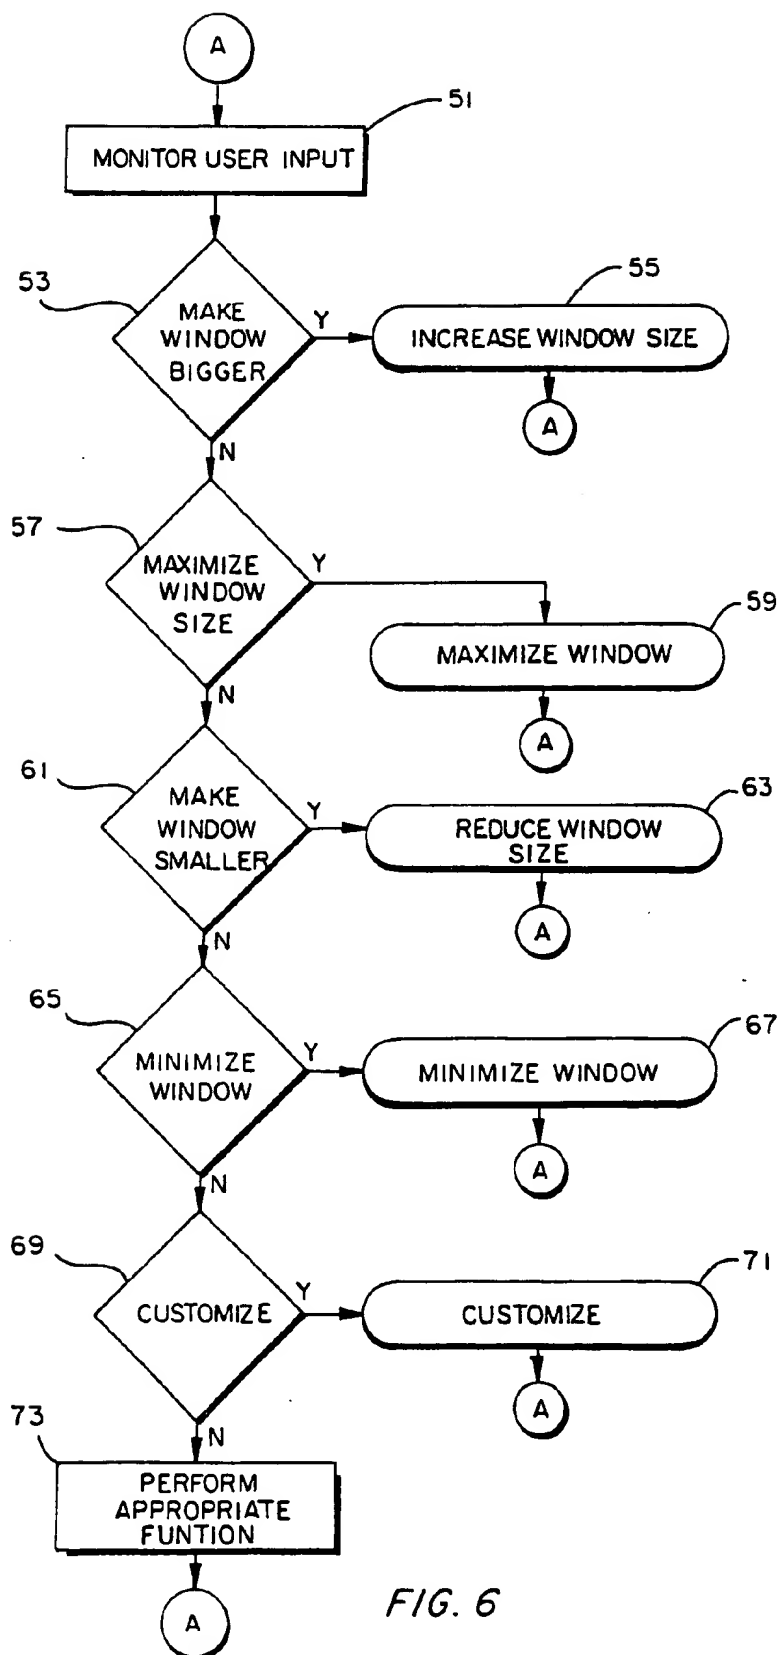 A
51
MONITOR USER INPUT
53
MAKE
WINDOW
BIGGER
Y
55
INCREASE WINDOW SIZE
A
N
57
MAXIMIZE
WINDOW
SIZE
Y
59
MAXIMIZE WINDOW
A
N
61
MAKE
WINDOW
SMALLER
Y
63
REDUCE WINDOW
SIZE
A
N
65
MINIMIZE
WINDOW
Y
67
MINIMIZE WINDOW
A
N
69
CUSTOMIZE
Y
71
CUSTOMIZE
A
N
73
PERFORM
APPROPRIATE
FUNTION
A
FIG. 6